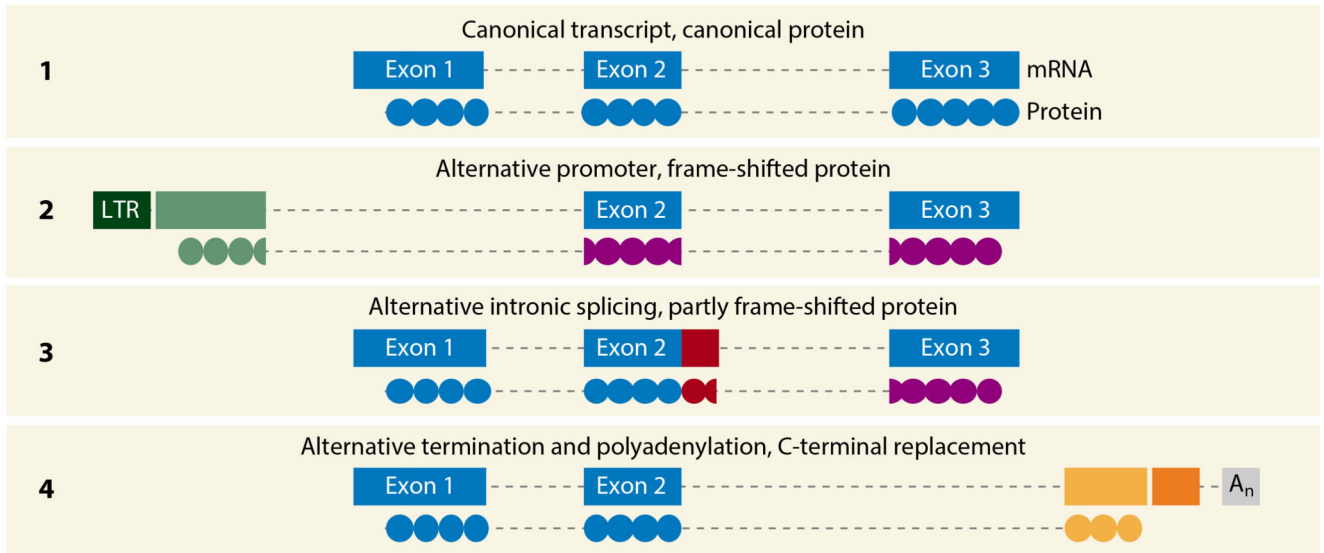 Canonical transcript, canonical protein
1
Exon 1 Exon 2 Exon 3 mRNA
Protein
Alternative promoter, frame-shifted protein
2
LTR Exon 2 Exon 3
Alternative intronic splicing, partly frame-shifted protein
3
Exon 1 Exon 2 Exon 3
Alternative termination and polyadenylation, C-terminal replacement
4
Exon 1 Exon 2 An